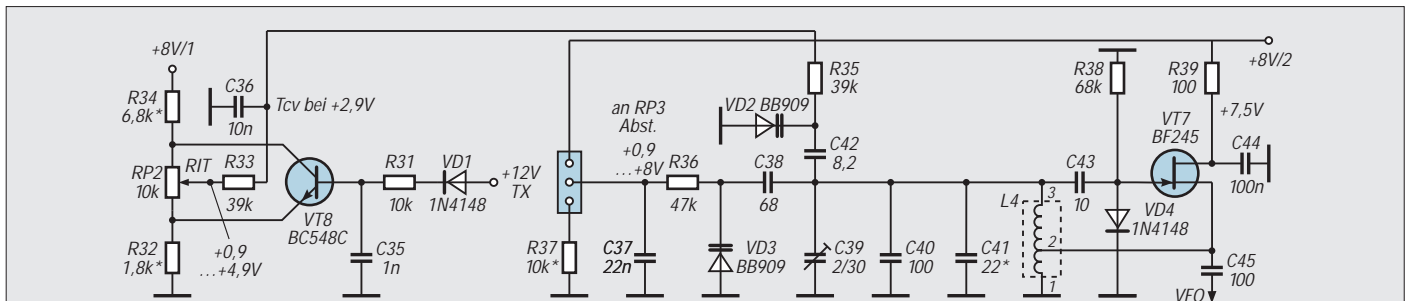 +8V/1
R34
6,8k*
C36
10n
Tcv bei +2,9V
RP2
10k
RIT
R33
39k
R32
1,8k*
+0,9
...+4,9V
VT8
BC548C
R31
10k
VD1
1N4148
+12V
TX
C35
1n
an RP3
Abst.
+0,9
...+8V
R37
10k*
C37
22n
R36
47k
VD3
BB909
C38
68
VD2 BB909
R35
39k
C42
8,2
C39
2/30
C40
100
C41
22*
L4
3
2
1
C43
10
R38
68k
VD4
1N4148
R39
100
+8V/2
+7,5V
VT7
BF245
C44
100n
C45
100
VFO